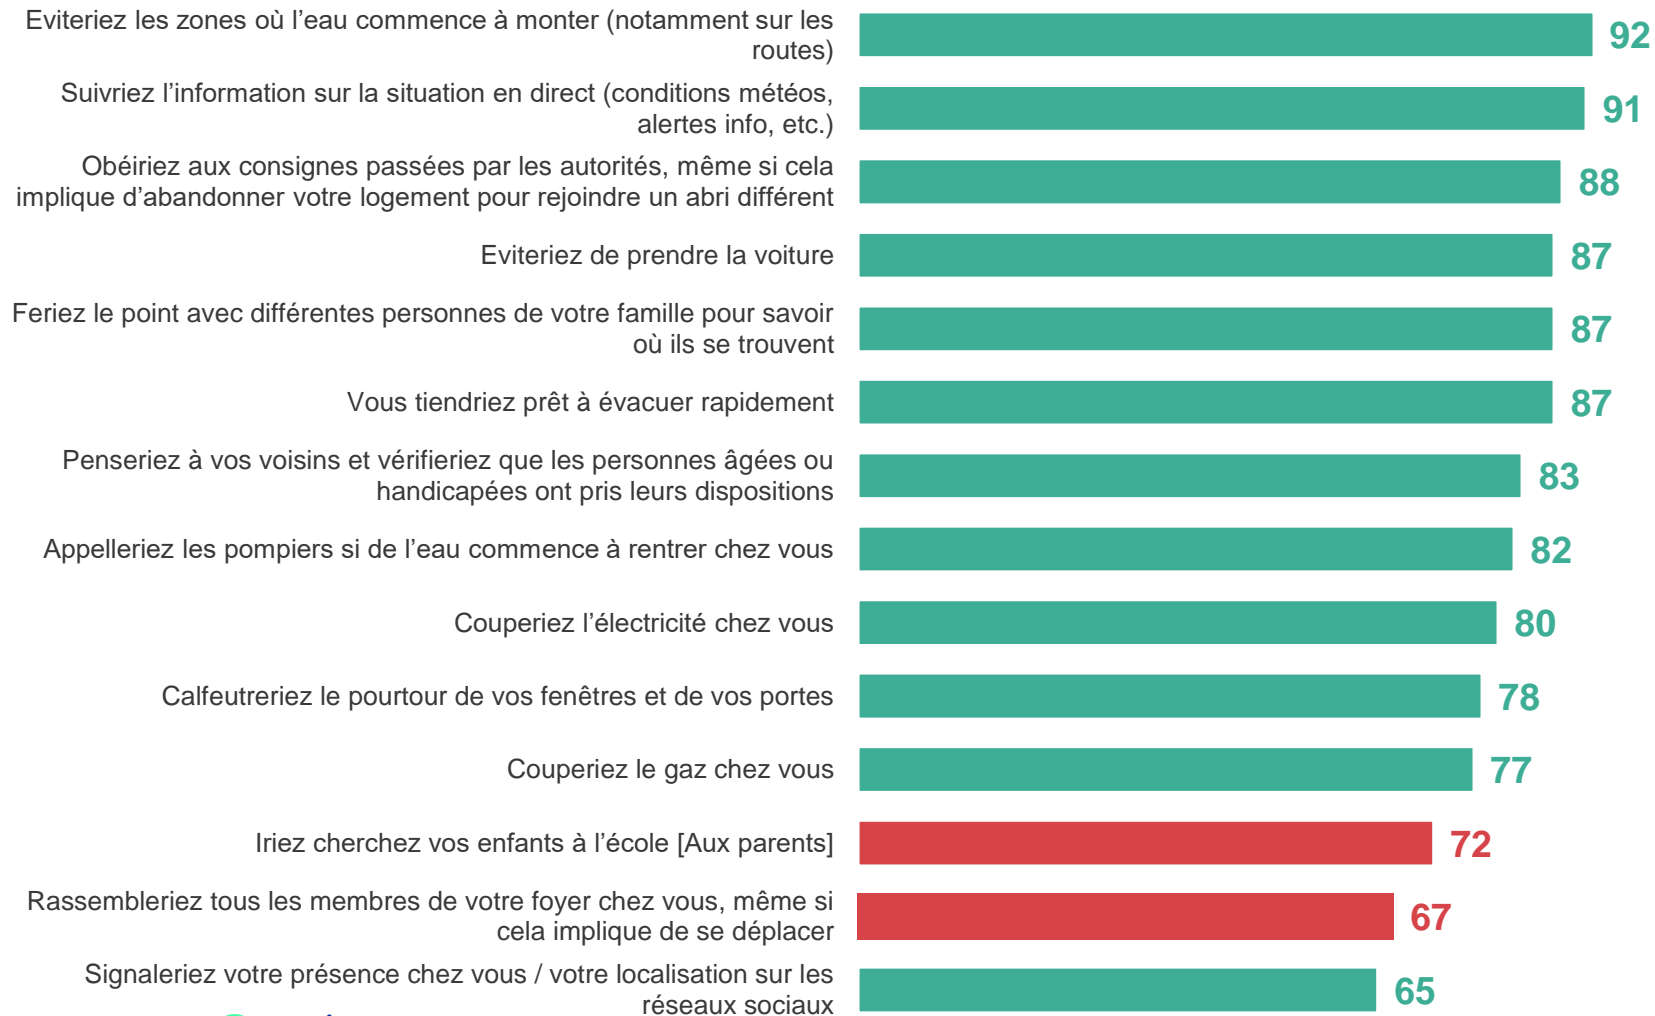 Eviteriez les zones où l’eau commence à monter (notamment sur les
routes)
92
Suivriez l’information sur la situation en direct (conditions météos,
alertes info, etc.)
91
Obéiriez aux consignes passées par les autorités, même si cela
implique d’abandonner votre logement pour rejoindre un abri différent
88
Eviteriez de prendre la voiture
87
Feriez le point avec différentes personnes de votre famille pour savoir
où ils se trouvent
87
Vous tiendriez prêt à évacuer rapidement
87
Penseriez à vos voisins et vérifieriez que les personnes âgées ou
handicapées ont pris leurs dispositions
83
Appelleriez les pompiers si de l’eau commence à rentrer chez vous
82
Couperiez l’électricité chez vous
80
Calfeutreriez le pourtour de vos fenêtres et de vos portes
78
Couperiez le gaz chez vous
77
Iriez cherchez vos enfants à l’école [Aux parents]
72
Rassembleriez tous les membres de votre foyer chez vous, même si
cela implique de se déplacer
67
Signaleriez votre présence chez vous / votre localisation sur les
réseaux sociaux
65